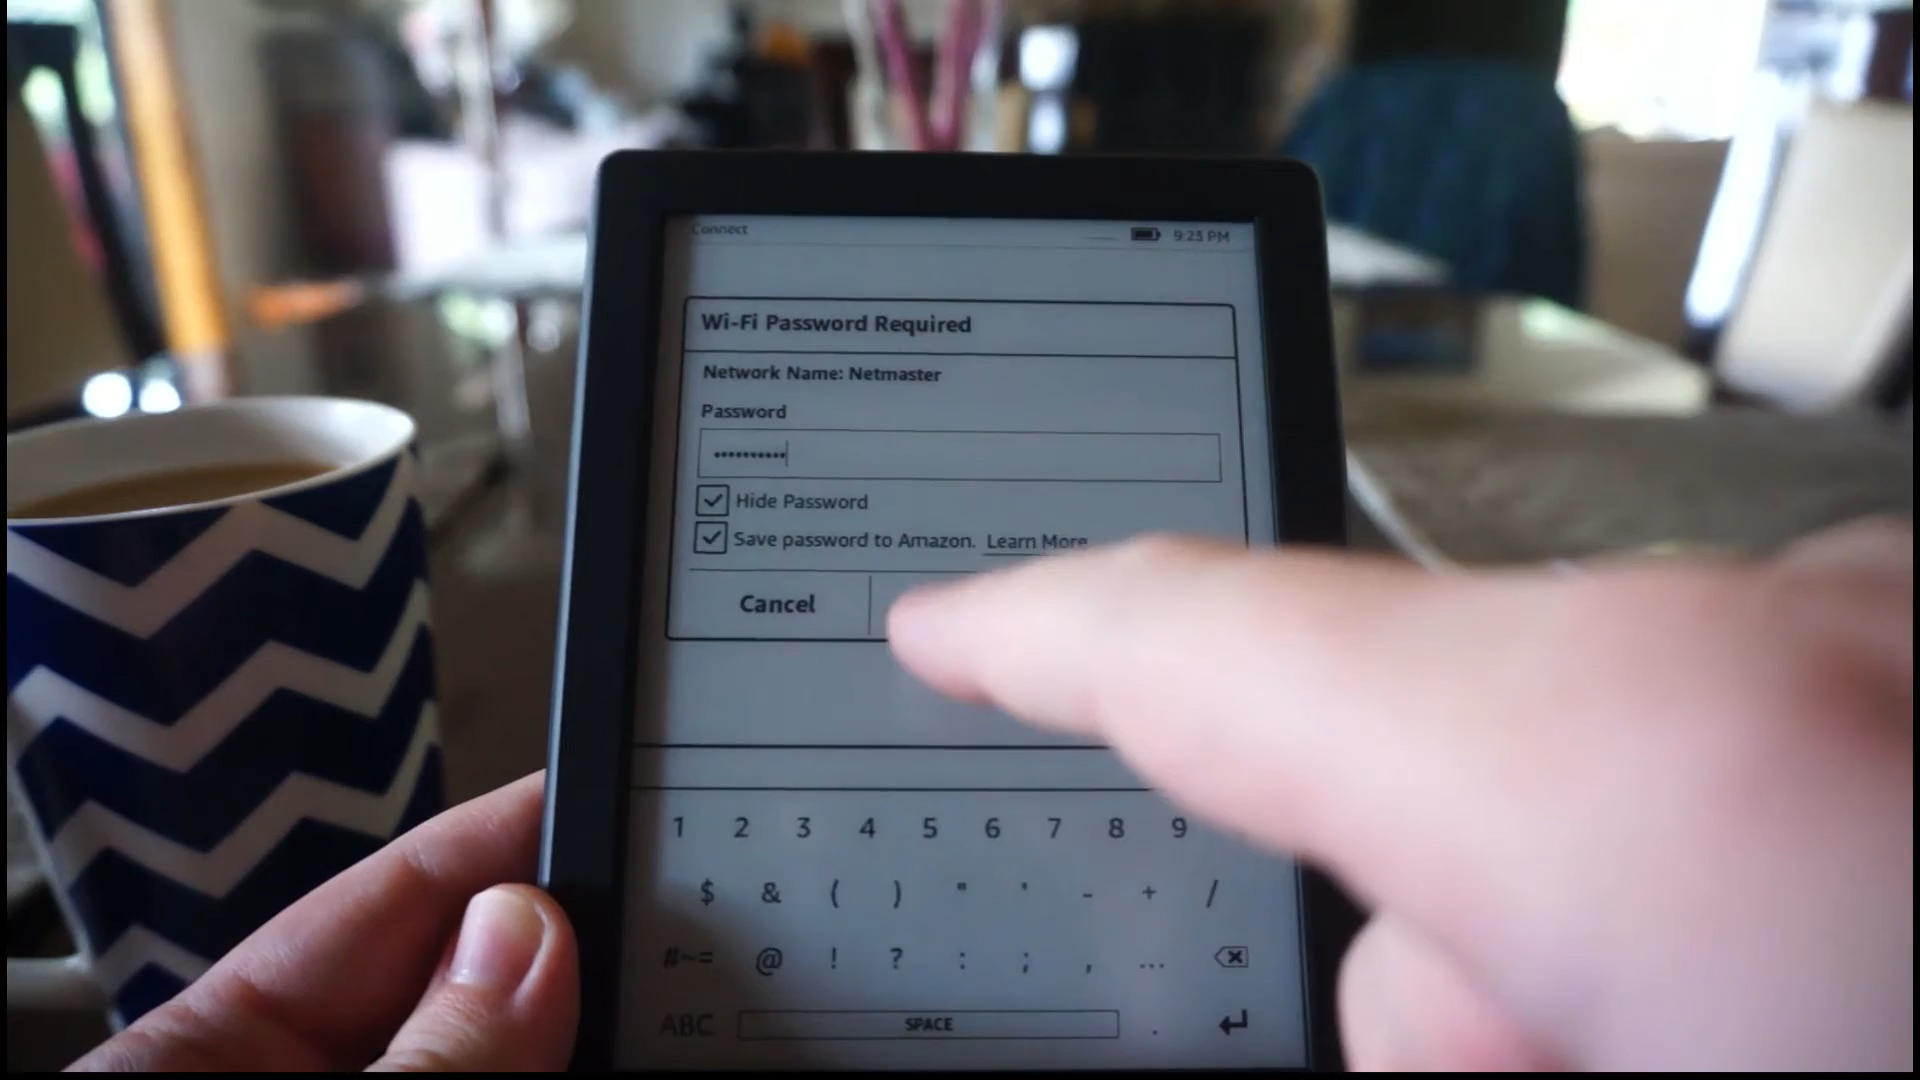 Connect 9:23 PM
Wi-Fi Password Required
Network Name: Netmaster
Password
••••••••••
Hide Password
Save password to Amazon. Learn More
Cancel
1 2 3 4 5 6 7 8 9
$ & ( ) " ' - + /
#~= @ ! ? : ; , ...
ABC SPACE .